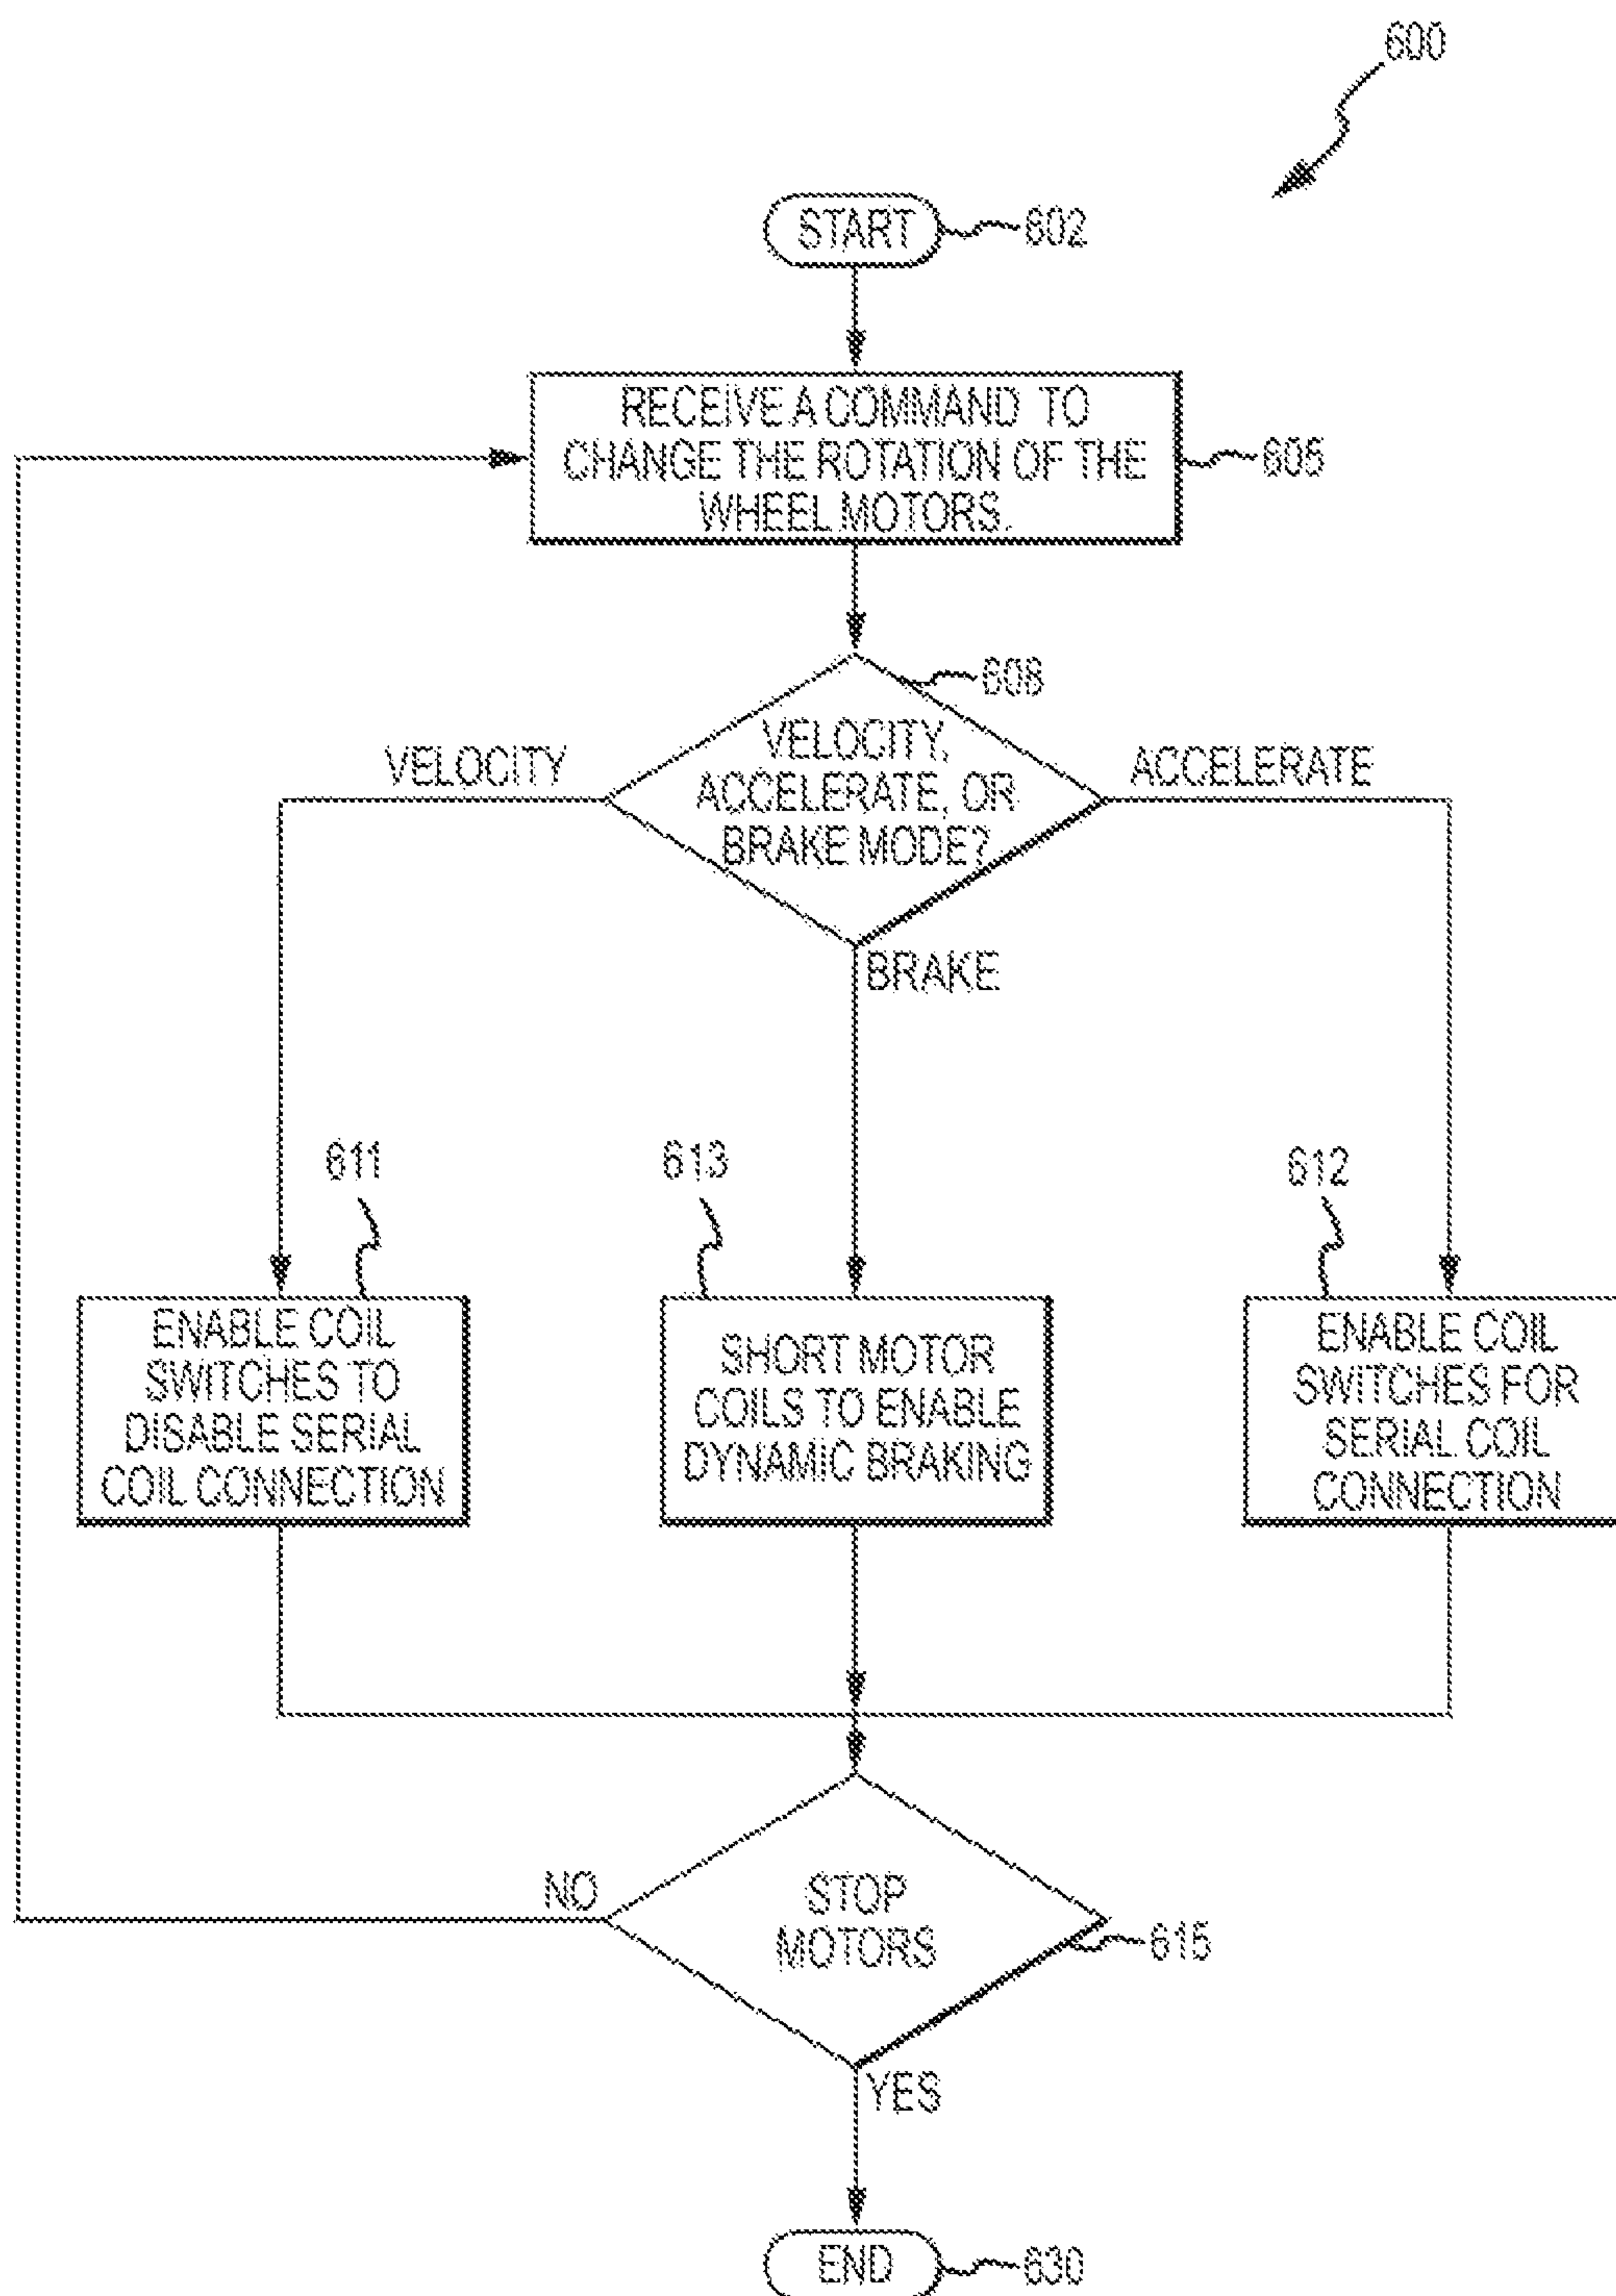 600
START
602
RECEIVE A COMMAND TO
CHANGE THE ROTATION OF THE
WHEEL MOTORS.
605
608
VELOCITY,
ACCELERATE, OR
BRAKE MODE?
VELOCITY
ACCELERATE
BRAKE
611
613
612
ENABLE COIL
SWITCHES TO
DISABLE SERIAL
COIL CONNECTION
SHORT MOTOR
COILS TO ENABLE
DYNAMIC BRAKING
ENABLE COIL
SWITCHES FOR
SERIAL COIL
CONNECTION
NO
STOP
MOTORS
615
YES
END
630